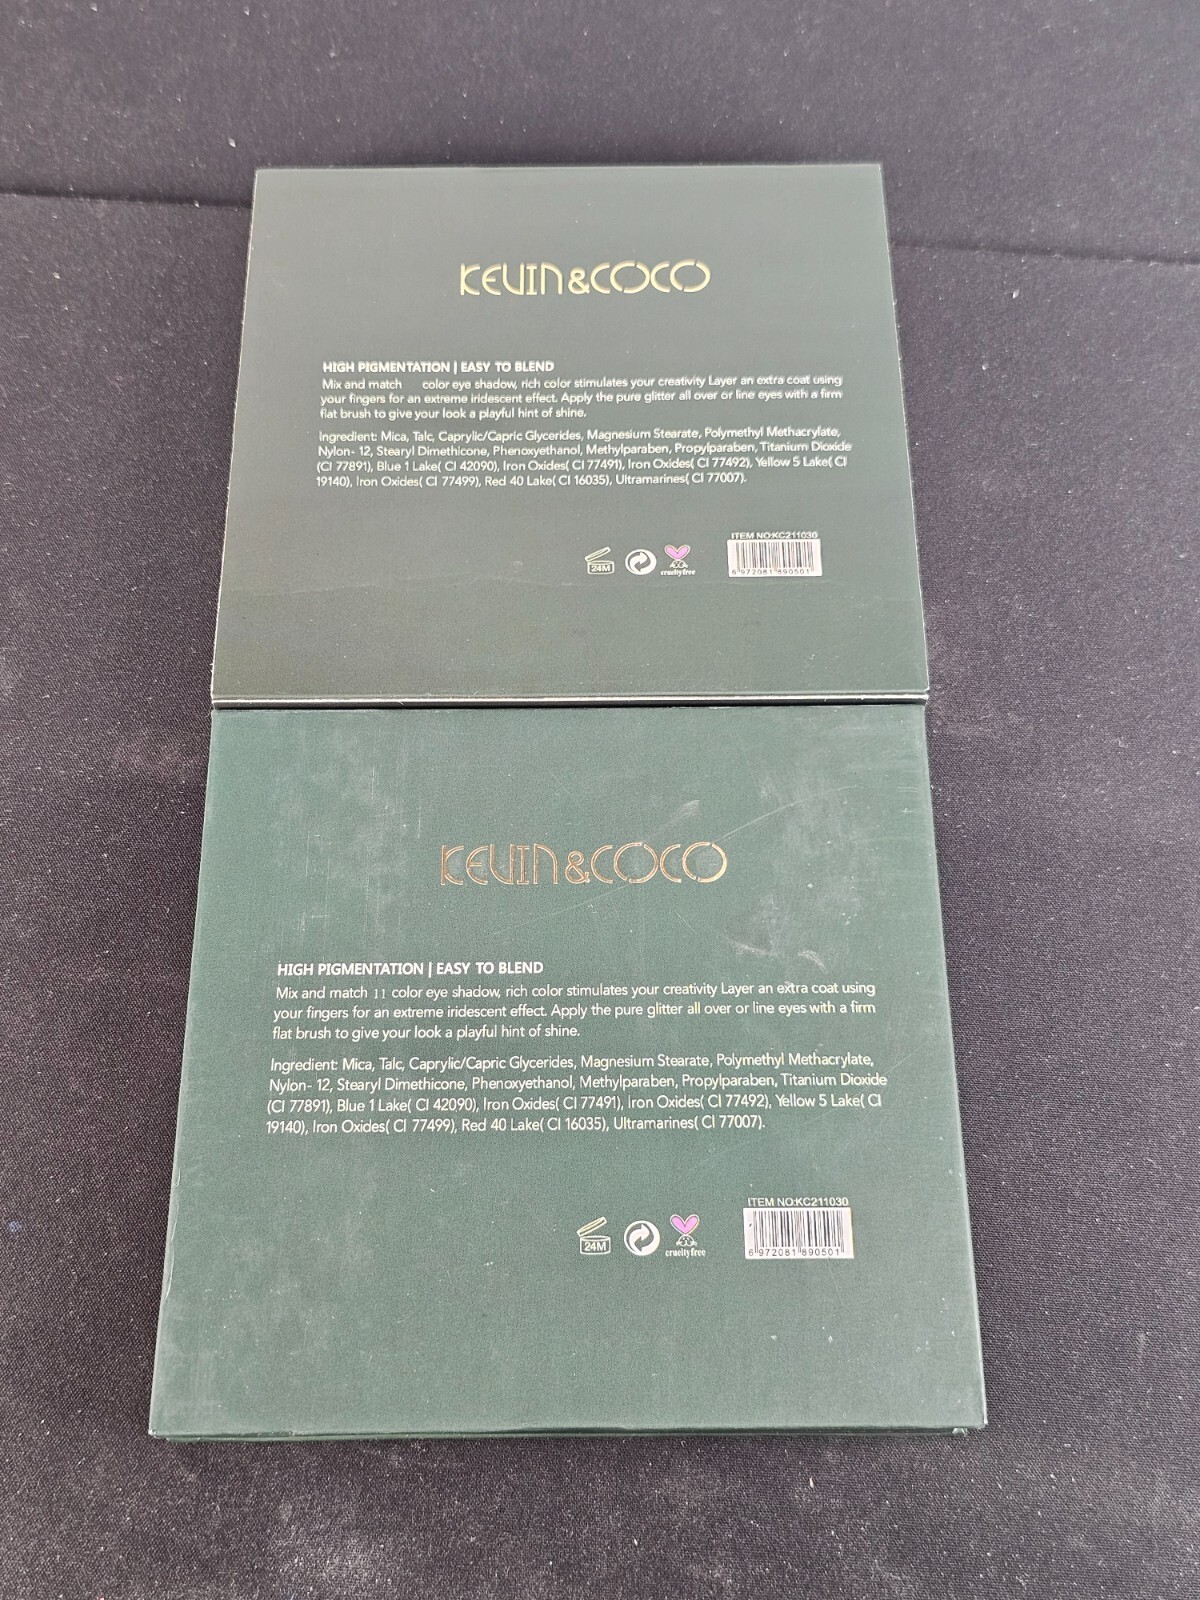 KEVIN&COCO
HIGH PIGMENTATION | EASY TO BLEND
Mix and match color eye shadow, rich color stimulates your creativity Layer an extra coat using
your fingers for an extreme iridescent effect. Apply the pure glitter all over or line eyes with a firm
flat brush to give your look a playful hint of shine.
Ingredient: Mica, Talc, Caprylic/Capric Glycerides, Magnesium Stearate, Polymethyl Methacrylate,
Nylon- 12, Stearyl Dimethicone, Phenoxyethanol, Methylparaben, Propylparaben, Titanium Dioxide
(CI 77891), Blue 1 Lake( CI 42090), Iron Oxides( CI 77491), Iron Oxides( CI 77492), Yellow 5 Lake( CI
19140), Iron Oxides( CI 77499), Red 40 Lake( CI 16035), Ultramarines( CI 77007).
ITEM NO:KC211030
24M
crueltyfree
6 972081 890501
KEVIN&COCO
HIGH PIGMENTATION | EASY TO BLEND
Mix and match 11 color eye shadow, rich color stimulates your creativity Layer an extra coat using
your fingers for an extreme iridescent effect. Apply the pure glitter all over or line eyes with a firm
flat brush to give your look a playful hint of shine.
Ingredient: Mica, Talc, Caprylic/Capric Glycerides, Magnesium Stearate, Polymethyl Methacrylate,
Nylon- 12, Stearyl Dimethicone, Phenoxyethanol, Methylparaben, Propylparaben, Titanium Dioxide
(CI 77891), Blue 1 Lake( CI 42090), Iron Oxides( CI 77491), Iron Oxides( CI 77492), Yellow 5 Lake( CI
19140), Iron Oxides( CI 77499), Red 40 Lake( CI 16035), Ultramarines( CI 77007).
ITEM NO:KC211030
24M
crueltyfree
6 972081 890501